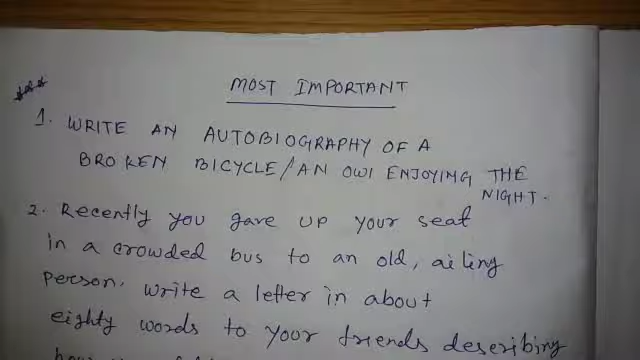 ***
MOST IMPORTANT
1. WRITE AN AUTOBIOGRAPHY OF A
BROKEN BICYCLE/AN OWl ENJOYING THE
NIGHT.
2. Recently you gave up your seat
in a crowded bus to an old, ailing
person. Write a letter in about
eighty words to your friends describing